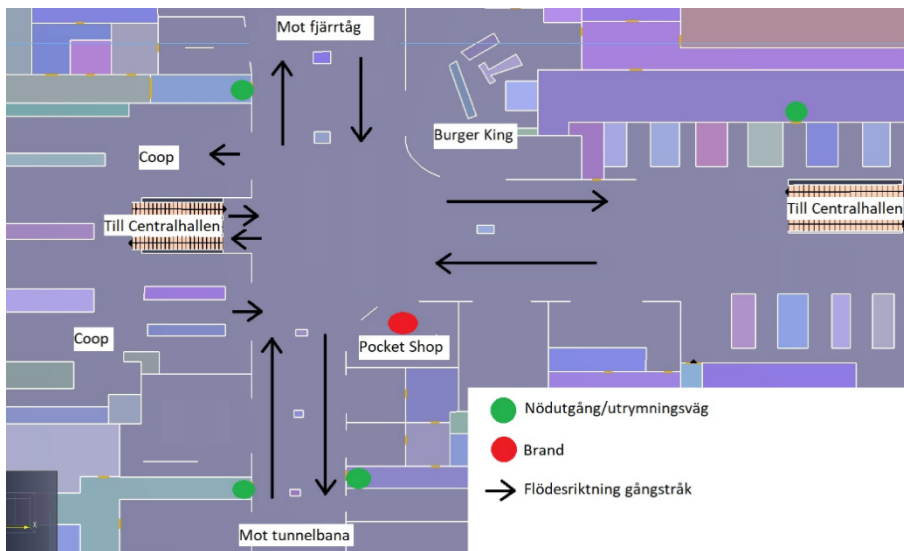 Mot fjärrtåg
Burger King
Coop
Till Centralhallen
Till Centralhallen
Coop
Pocket Shop
Mot tunnelbana
Nödutgång/utrymningsväg
Brand
Flödesriktning gångstråk
X